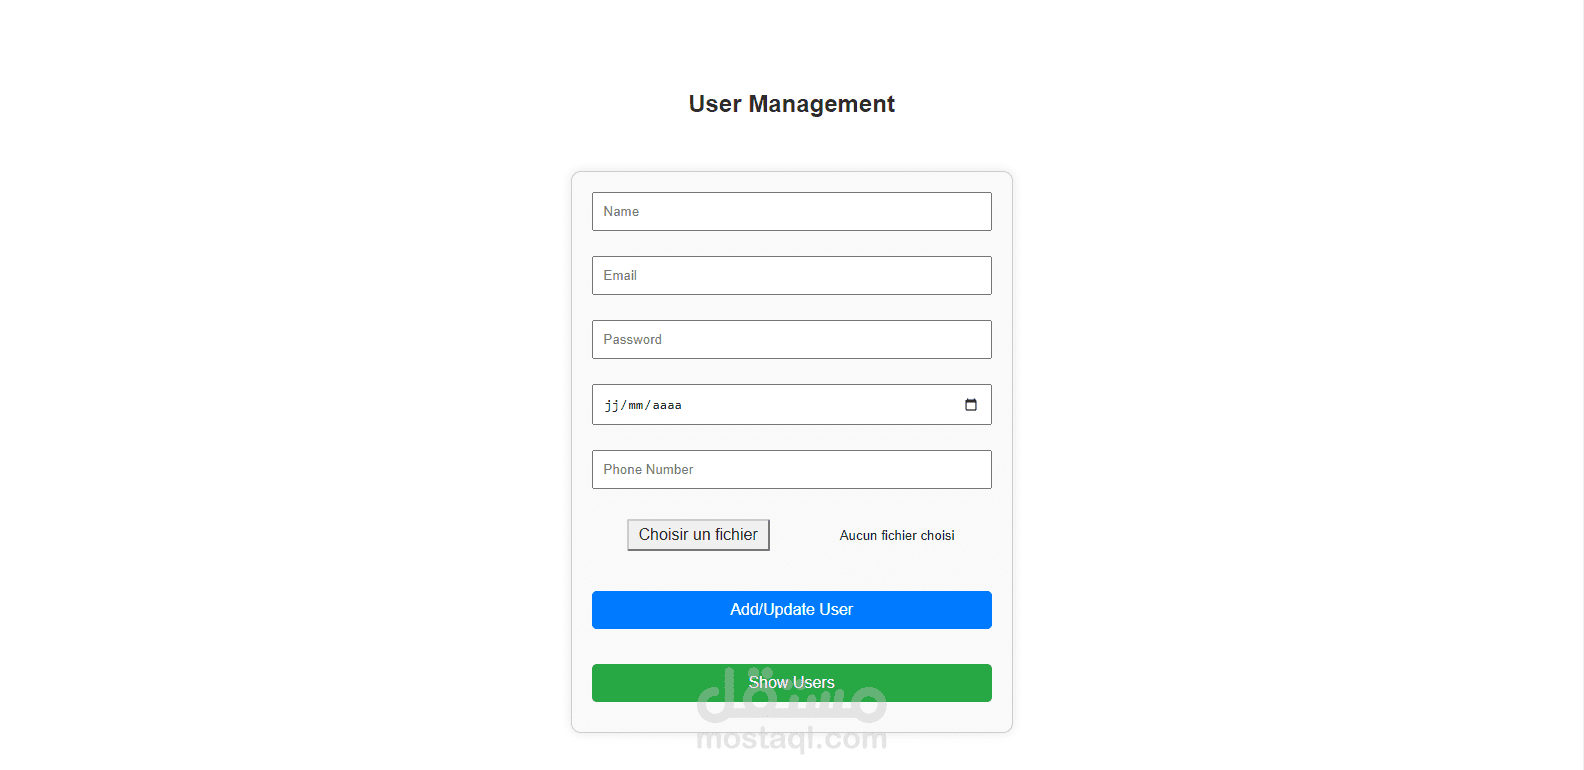 User Management
Name
Email
Password
jj/mm/aaaa
Phone Number
Choisir un fichier Aucun fichier choisi
Add/Update User
Show Users
مستقل
mostaql.com